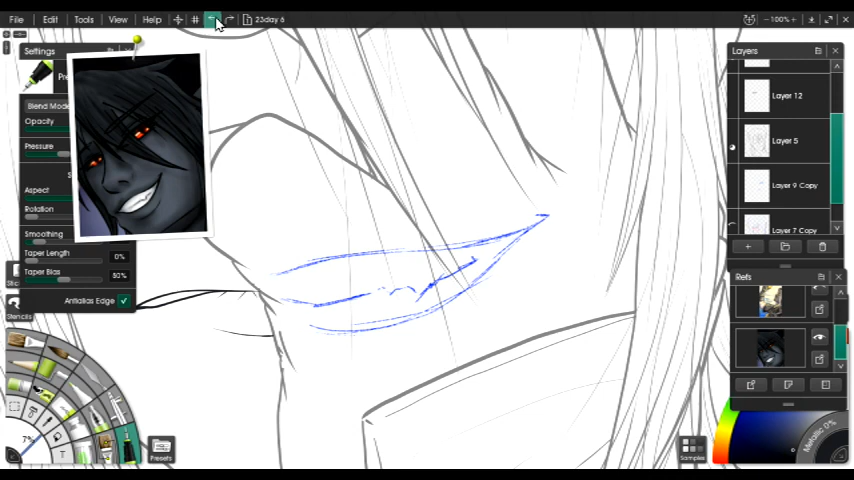 File Edit Tools View Help 23day 6 100%
Settings
Pre
Blend Mode
Opacity
Pressure
S
Aspect
Rotation
Smoothing
Taper Length 0%
Taper Bias 50%
Antialias Edge
Stencils
7%
T
Presets
Layers
Layer 12
Layer 5
Layer 9 Copy
Layer 7 Copy
Refs
Samples
Metallic 0%